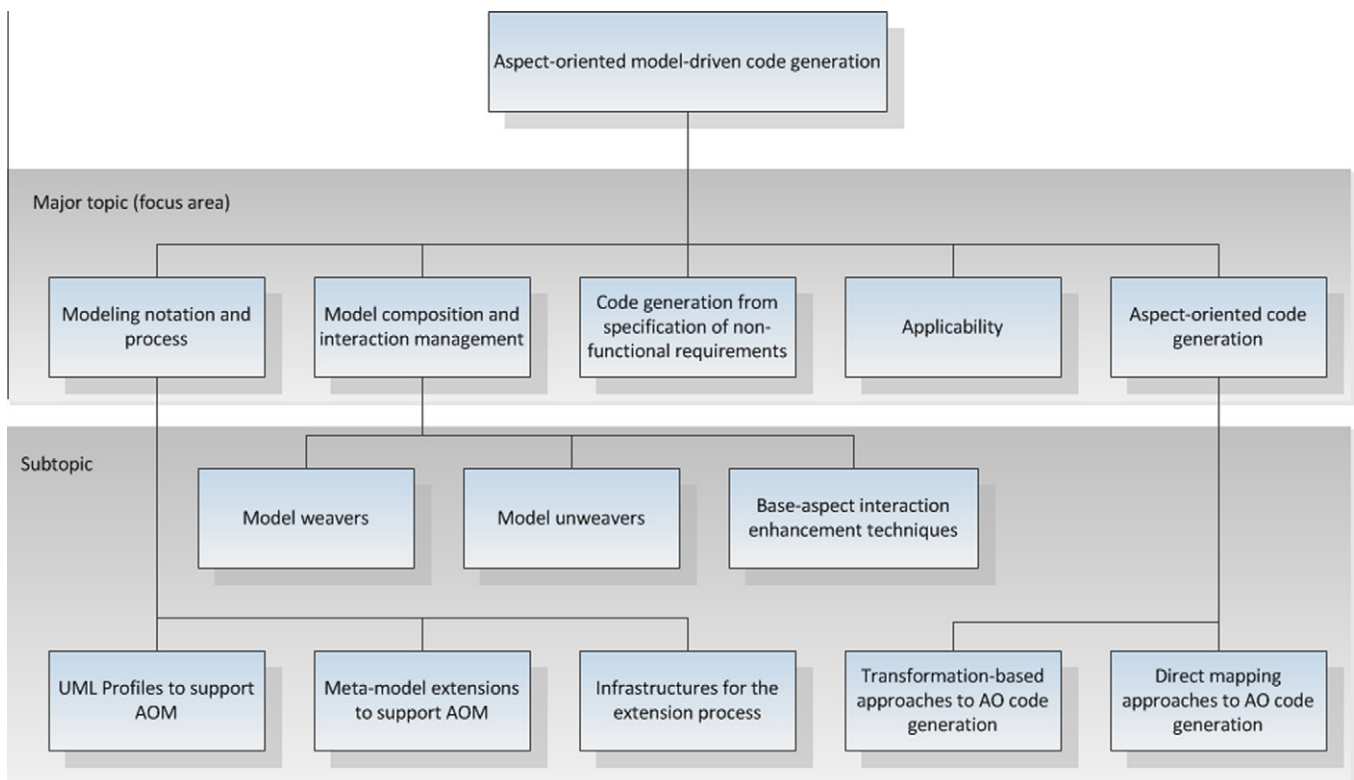 Aspect-oriented model-driven code generation
Major topic (focus area)
Modeling notation and
process
Model composition and
interaction management
Code generation from
specification of non-
functional requirements
Applicability
Aspect-oriented code
generation
Subtopic
Model weavers
Model unweavers
Base-aspect interaction
enhancement techniques
UML Profiles to support
AOM
Meta-model extensions
to support AOM
Infrastructures for the
extension process
Transformation-based
approaches to AO code
generation
Direct mapping
approaches to AO code
generation